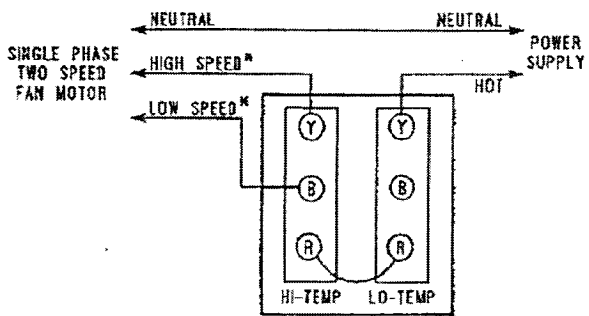 NEUTRAL NEUTRAL
SINGLE PHASE
TWO SPEED
FAN MOTOR
POWER
SUPPLY
HIGH SPEED*
HOT
LOW SPEED*
Y Y
B B
R R
HI-TEMP LO-TEMP